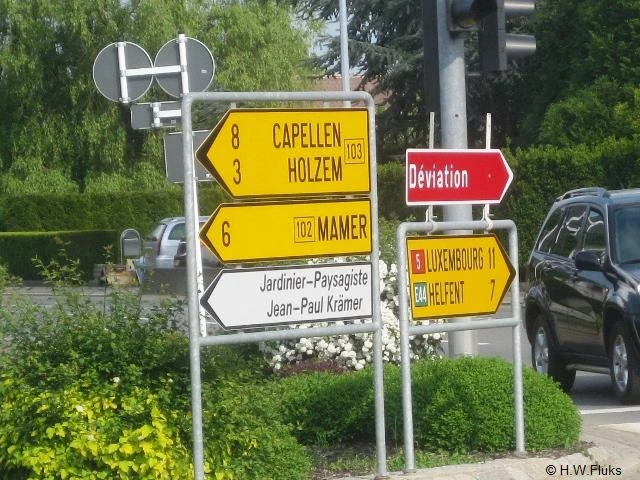 8 CAPELLEN 103
3 HOLZEM
6 102 MAMER
Jardinier-Paysagiste
Jean-Paul Krämer
Déviation
5 LUXEMBOURG 11
E44 HELFENT 7
© H.W.Fluks